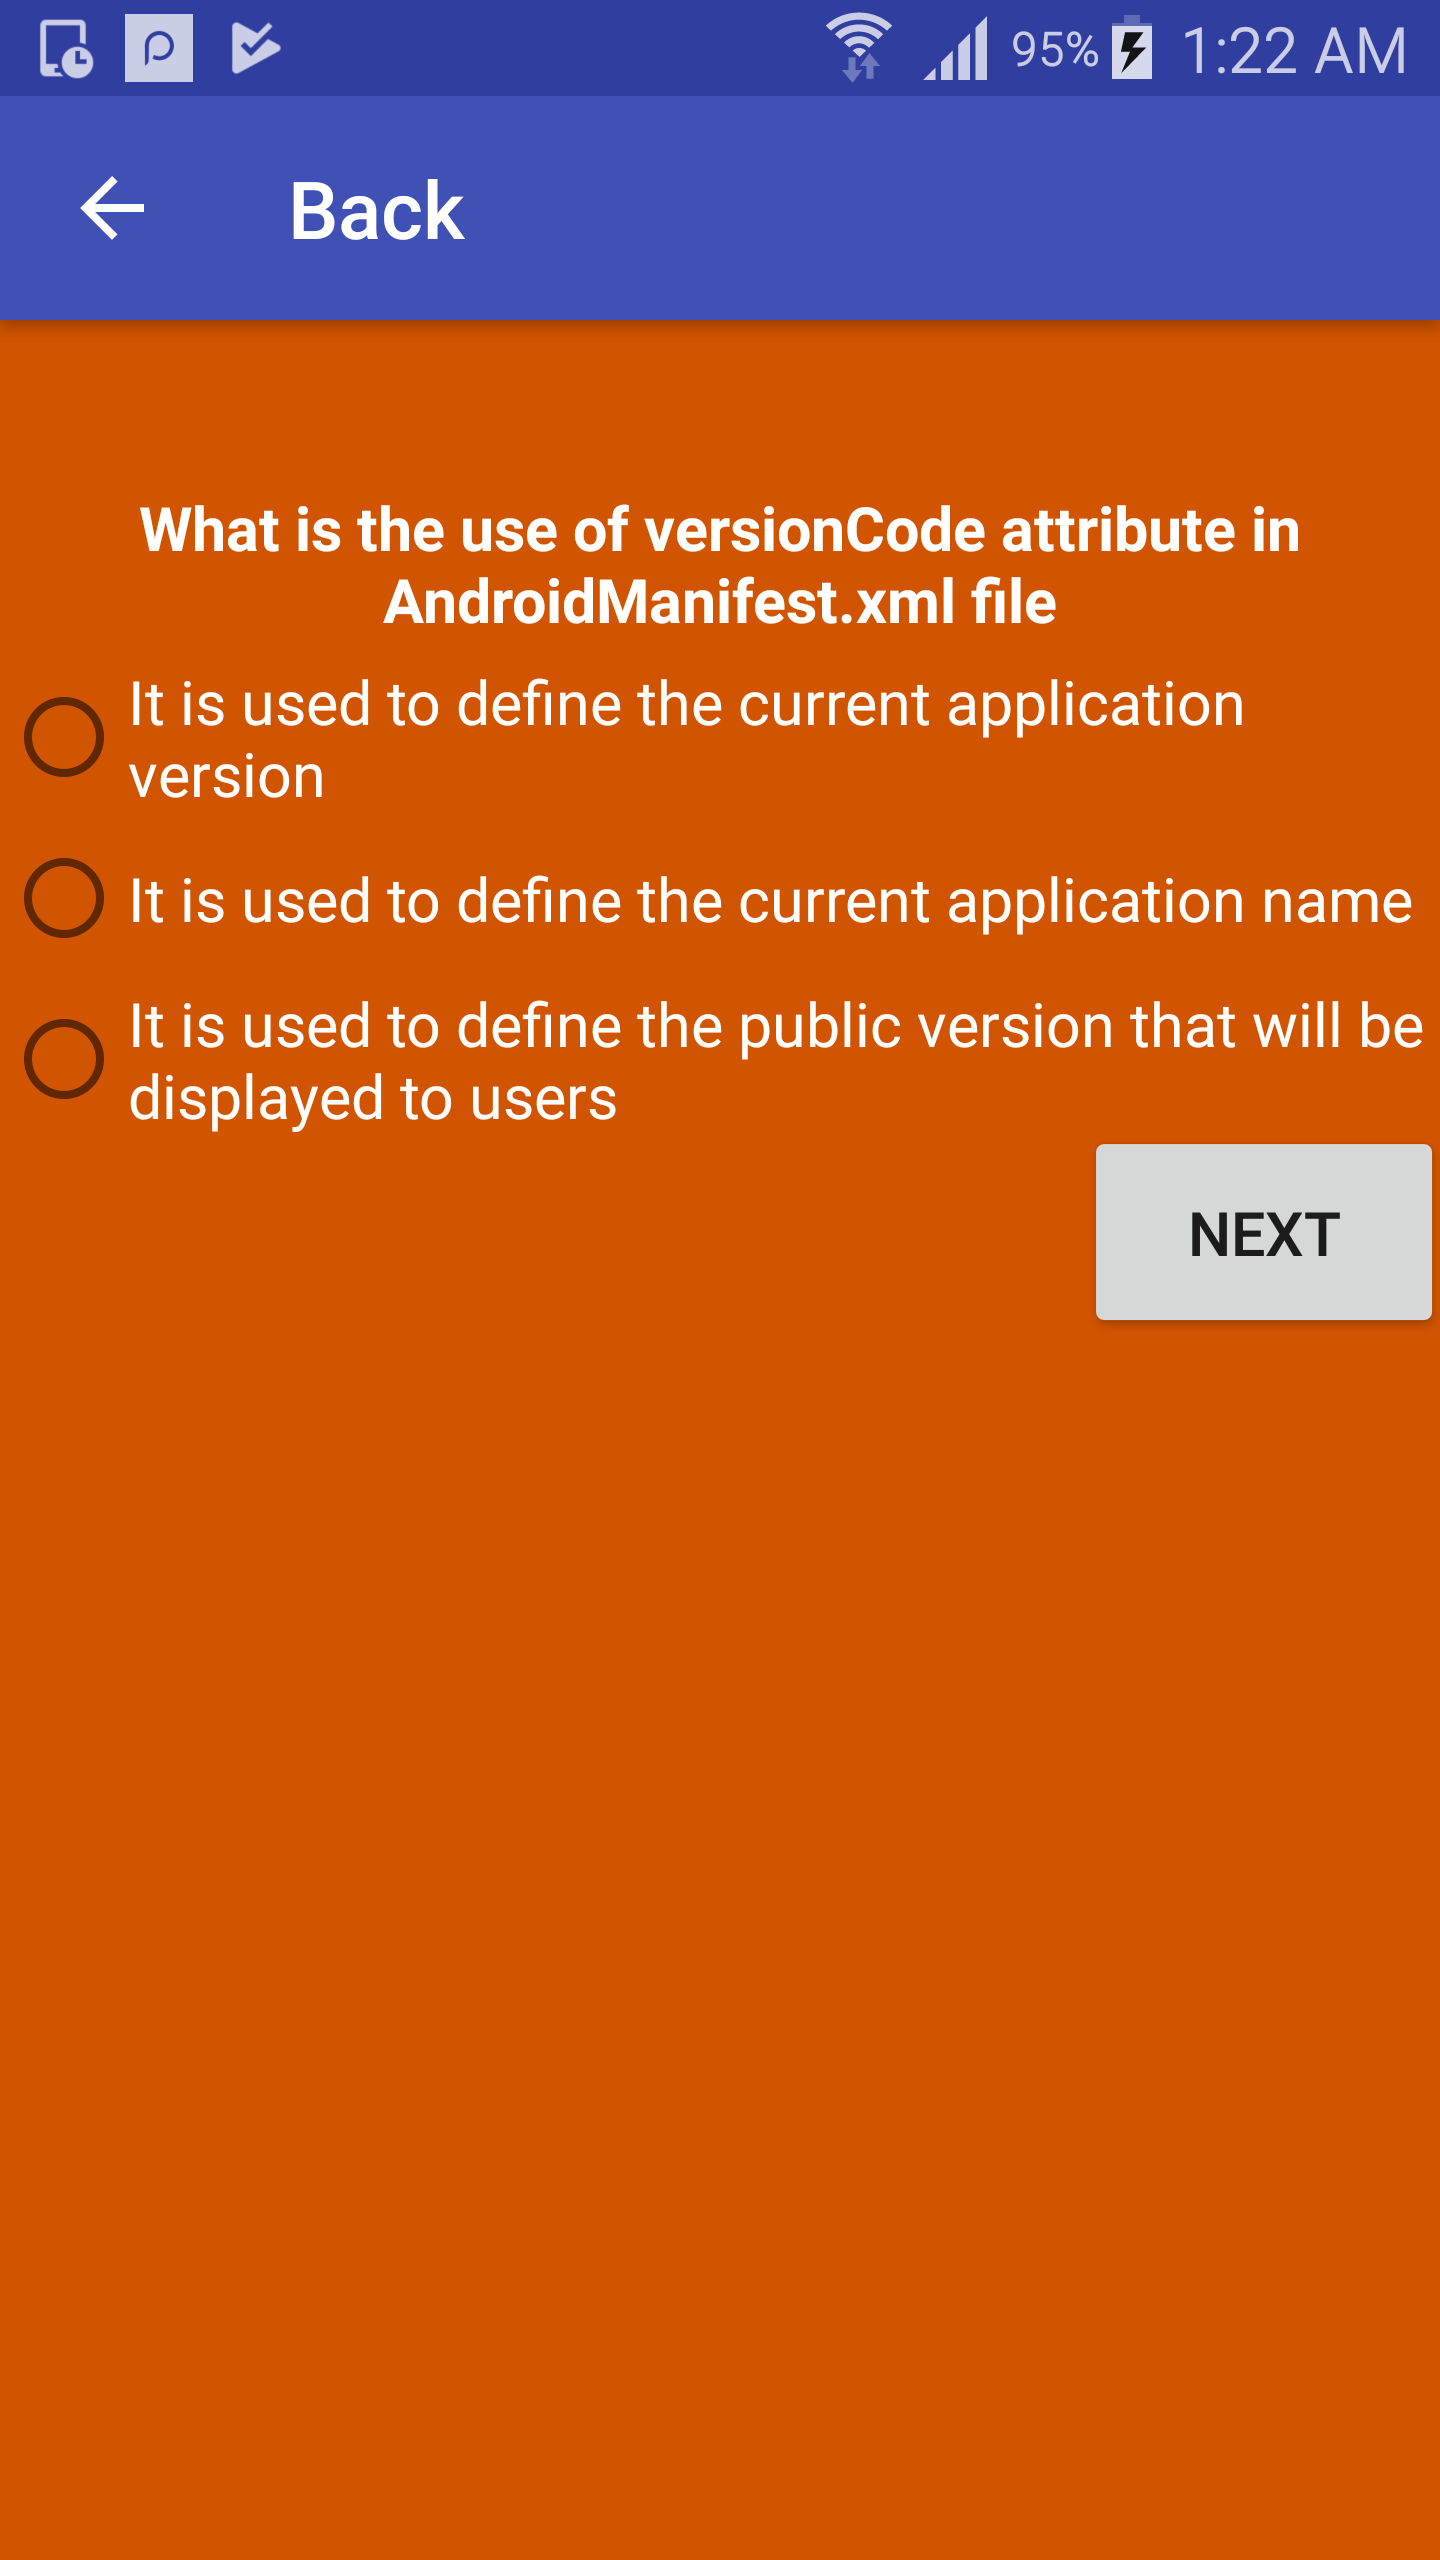 95% 1:22 AM
Back
What is the use of versionCode attribute in
AndroidManifest.xml file
It is used to define the current application
version
It is used to define the current application name
It is used to define the public version that will be
displayed to users
NEXT